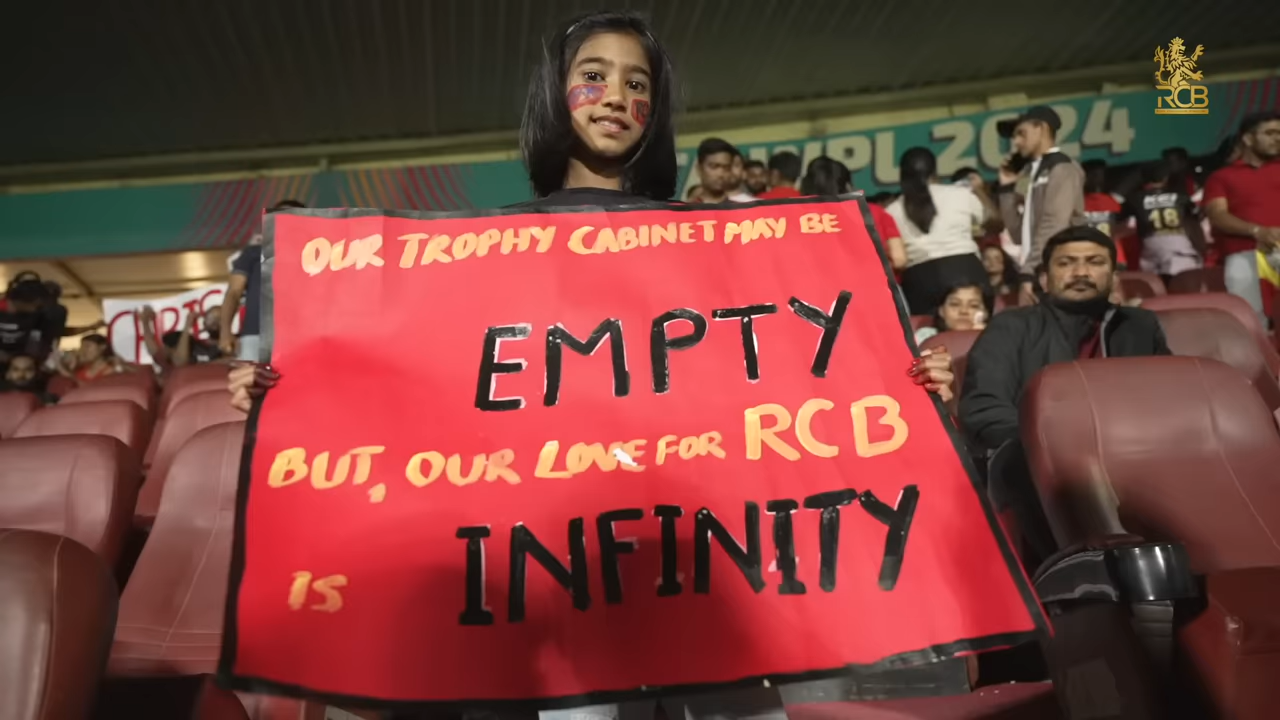 RCB
WPL 2024
18
OUR TROPHY CABINET MAY BE
EMPTY
BUT, OUR LOVE FOR RCB
IS INFINITY